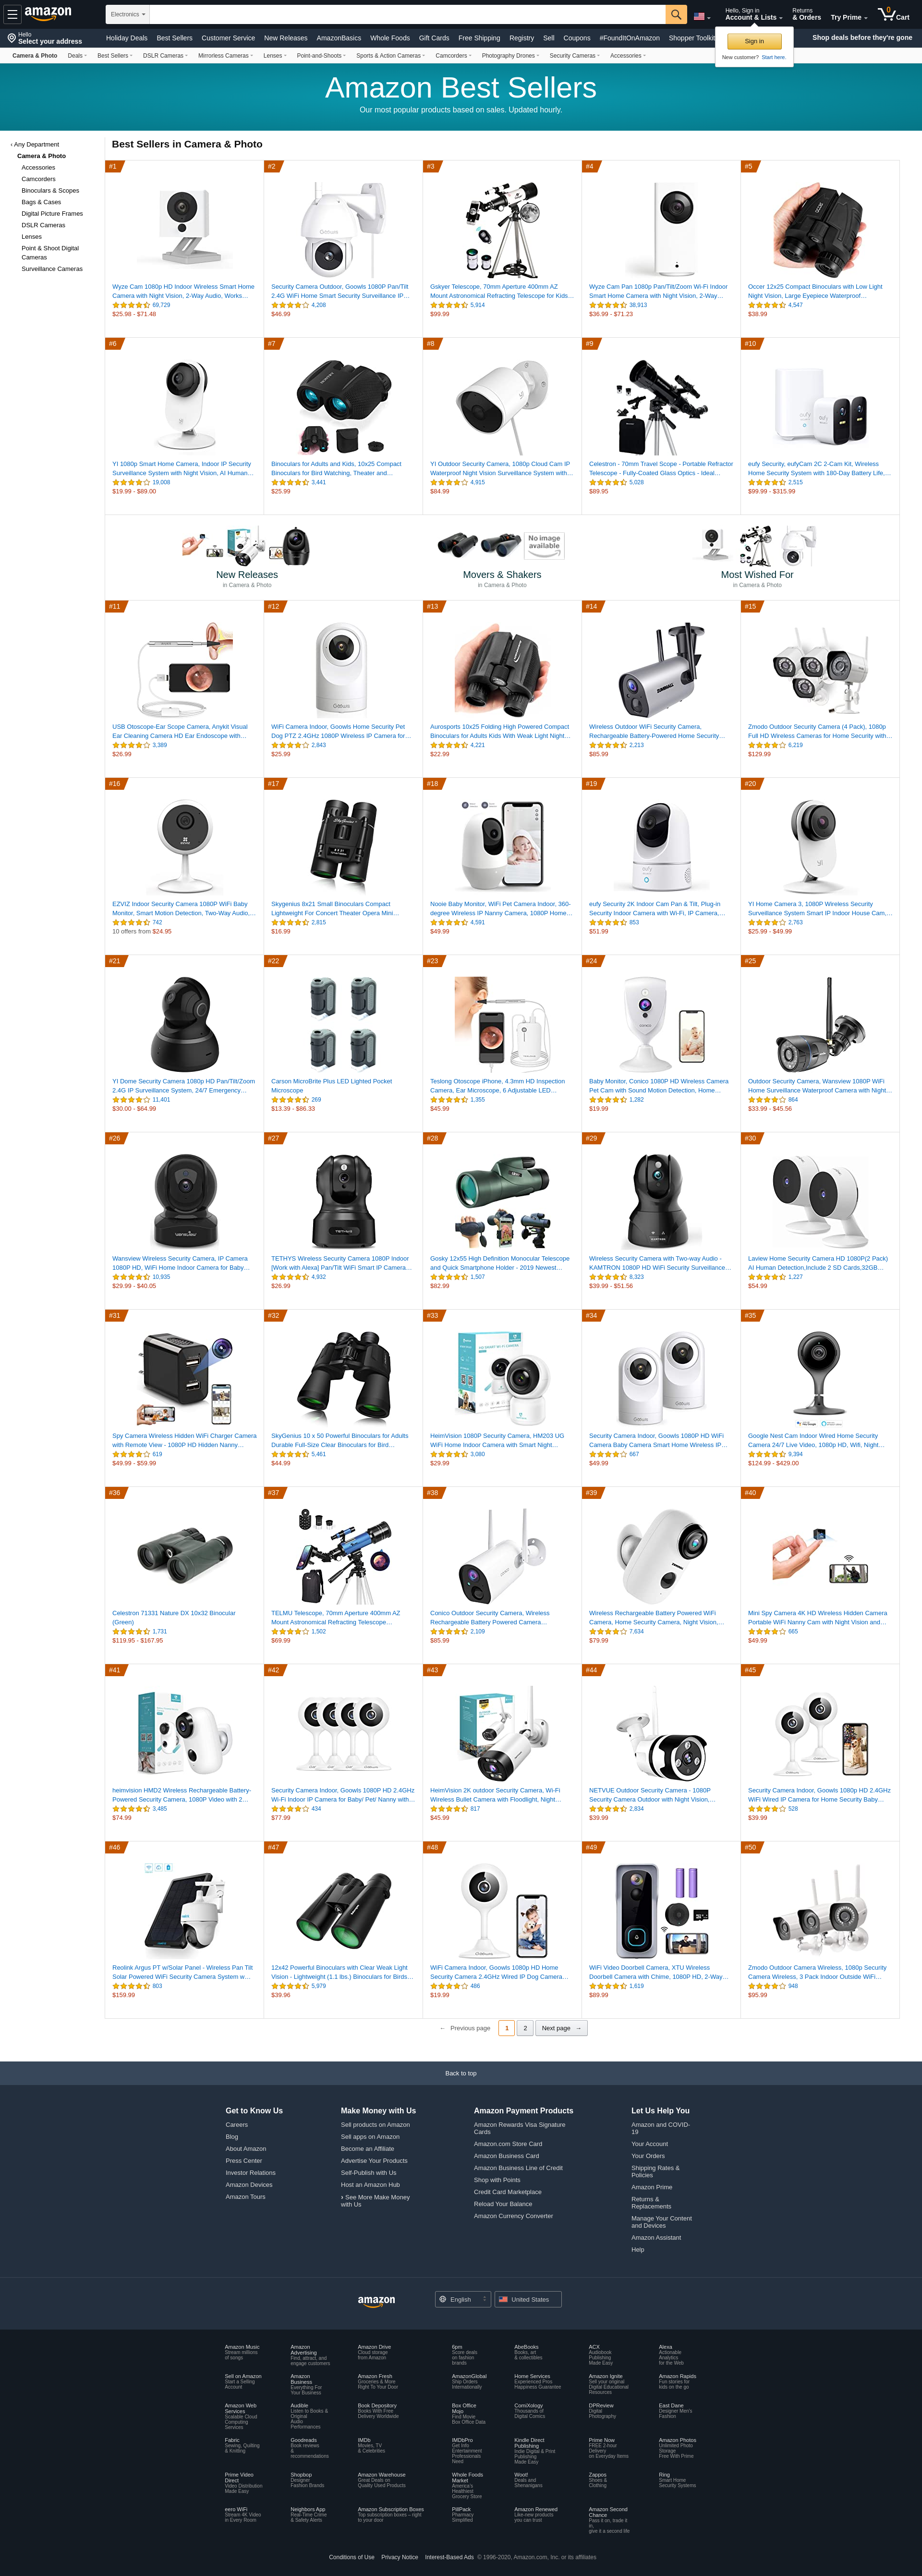 amazon
Electronics
Hello, Sign in
Account & Lists
Returns
& Orders
Try Prime
0
Cart
Hello
Select your address
Holiday Deals Best Sellers Customer Service New Releases AmazonBasics Whole Foods Gift Cards Free Shipping Registry Sell Coupons #FoundItOnAmazon Shopper Toolkit
Shop deals before they're gone
Sign in
New customer? Start here.
Camera & Photo Deals Best Sellers DSLR Cameras Mirrorless Cameras Lenses Point-and-Shoots Sports & Action Cameras Camcorders Photography Drones Security Cameras Accessories
Amazon Best Sellers
Our most popular products based on sales. Updated hourly.
‹ Any Department
Camera & Photo
Accessories
Camcorders
Binoculars & Scopes
Bags & Cases
Digital Picture Frames
DSLR Cameras
Lenses
Point & Shoot Digital
Cameras
Surveillance Cameras
Best Sellers in Camera & Photo
#1
Wyze Cam 1080p HD Indoor Wireless Smart Home
Camera with Night Vision, 2-Way Audio, Works…
69,729
$25.98 - $71.48
#2
Security Camera Outdoor, Goowls 1080P Pan/Tilt
2.4G WiFi Home Smart Security Surveillance IP…
4,208
$46.99
#3
Gskyer Telescope, 70mm Aperture 400mm AZ
Mount Astronomical Refracting Telescope for Kids…
5,914
$99.99
#4
Wyze Cam Pan 1080p Pan/Tilt/Zoom Wi-Fi Indoor
Smart Home Camera with Night Vision, 2-Way…
38,913
$36.99 - $71.23
#5
Occer 12x25 Compact Binoculars with Low Light
Night Vision, Large Eyepiece Waterproof…
4,547
$38.99
#6
YI 1080p Smart Home Camera, Indoor IP Security
Surveillance System with Night Vision, AI Human…
19,008
$19.99 - $89.00
#7
Binoculars for Adults and Kids, 10x25 Compact
Binoculars for Bird Watching, Theater and…
3,441
$25.99
#8
YI Outdoor Security Camera, 1080p Cloud Cam IP
Waterproof Night Vision Surveillance System with…
4,915
$84.99
#9
Celestron - 70mm Travel Scope - Portable Refractor
Telescope - Fully-Coated Glass Optics - Ideal…
5,028
$89.95
#10
eufy Security, eufyCam 2C 2-Cam Kit, Wireless
Home Security System with 180-Day Battery Life,…
2,515
$99.99 - $315.99
No image
available
New Releases
in Camera & Photo
Movers & Shakers
in Camera & Photo
Most Wished For
in Camera & Photo
#11
USB Otoscope-Ear Scope Camera, Anykit Visual
Ear Cleaning Camera HD Ear Endoscope with…
3,389
$26.99
#12
WiFi Camera Indoor, Goowls Home Security Pet
Dog PTZ 2.4GHz 1080P Wireless IP Camera for…
2,843
$25.99
#13
Aurosports 10x25 Folding High Powered Compact
Binoculars for Adults Kids With Weak Light Night…
4,221
$22.99
#14
Wireless Outdoor WiFi Security Camera,
Rechargeable Battery-Powered Home Security…
2,213
$85.99
#15
Zmodo Outdoor Security Camera (4 Pack), 1080p
Full HD Wireless Cameras for Home Security with…
6,219
$129.99
#16
EZVIZ Indoor Security Camera 1080P WiFi Baby
Monitor, Smart Motion Detection, Two-Way Audio,…
742
10 offers from $24.95
#17
Skygenius 8x21 Small Binoculars Compact
Lightweight For Concert Theater Opera Mini…
2,815
$16.99
#18
Nooie Baby Monitor, WiFi Pet Camera Indoor, 360-
degree Wireless IP Nanny Camera, 1080P Home…
4,591
$49.99
#19
eufy Security 2K Indoor Cam Pan & Tilt, Plug-in
Security Indoor Camera with Wi-Fi, IP Camera,…
853
$51.99
#20
YI Home Camera 3, 1080P Wireless Security
Surveillance System Smart IP Indoor House Cam,…
2,763
$25.99 - $49.99
#21
YI Dome Security Camera 1080p HD Pan/Tilt/Zoom
2.4G IP Surveillance System, 24/7 Emergency…
11,401
$30.00 - $64.99
#22
Carson MicroBrite Plus LED Lighted Pocket
Microscope
269
$13.39 - $86.33
#23
Teslong Otoscope iPhone, 4.3mm HD Inspection
Camera, Ear Microscope, 6 Adjustable LED…
1,355
$45.99
#24
Baby Monitor, Conico 1080P HD Wireless Camera
Pet Cam with Sound Motion Detection, Home…
1,282
$19.99
#25
Outdoor Security Camera, Wansview 1080P WiFi
Home Surveillance Waterproof Camera with Night…
864
$33.99 - $45.56
#26
Wansview Wireless Security Camera, IP Camera
1080P HD, WiFi Home Indoor Camera for Baby…
10,935
$29.99 - $40.05
#27
TETHYS Wireless Security Camera 1080P Indoor
[Work with Alexa] Pan/Tilt WiFi Smart IP Camera…
4,932
$26.99
#28
Gosky 12x55 High Definition Monocular Telescope
and Quick Smartphone Holder - 2019 Newest…
1,507
$82.99
#29
Wireless Security Camera with Two-way Audio -
KAMTRON 1080P HD WiFi Security Surveillance…
8,323
$39.99 - $51.56
#30
Laview Home Security Camera HD 1080P(2 Pack)
AI Human Detection,Include 2 SD Cards,32GB…
1,227
$54.99
#31
Spy Camera Wireless Hidden WiFi Charger Camera
with Remote View - 1080P HD Hidden Nanny…
619
$49.99 - $59.99
#32
SkyGenius 10 x 50 Powerful Binoculars for Adults
Durable Full-Size Clear Binoculars for Bird…
5,461
$44.99
#33
HeimVision 1080P Security Camera, HM203 UG
WiFi Home Indoor Camera with Smart Night…
3,080
$29.99
#34
Security Camera Indoor, Goowls 1080P HD WiFi
Camera Baby Camera Smart Home Wireless IP…
667
$49.99
#35
Google Nest Cam Indoor Wired Home Security
Camera 24/7 Live Video, 1080p HD, Wifi, Night…
9,394
$124.99 - $429.00
#36
Celestron 71331 Nature DX 10x32 Binocular
(Green)
1,731
$119.95 - $167.95
#37
TELMU Telescope, 70mm Aperture 400mm AZ
Mount Astronomical Refracting Telescope…
1,502
$69.99
#38
Conico Outdoor Security Camera, Wireless
Rechargeable Battery Powered Camera…
2,109
$85.99
#39
Wireless Rechargeable Battery Powered WiFi
Camera, Home Security Camera, Night Vision,…
7,634
$79.99
#40
Mini Spy Camera 4K HD Wireless Hidden Camera
Portable WiFi Nanny Cam with Night Vision and…
665
$49.99
#41
heimvision HMD2 Wireless Rechargeable Battery-
Powered Security Camera, 1080P Video with 2…
3,485
$74.99
#42
Security Camera Indoor, Goowls 1080P HD 2.4GHz
Wi-Fi Indoor IP Camera for Baby/ Pet/ Nanny with…
434
$77.99
#43
HeimVision 2K outdoor Security Camera, Wi-Fi
Wireless Bullet Camera with Floodlight, Night…
817
$45.99
#44
NETVUE Outdoor Security Camera - 1080P
Security Camera Outdoor with Night Vision,…
2,834
$39.99
#45
Security Camera Indoor, Goowls 1080p HD 2.4GHz
WiFi Wired IP Camera for Home Security Baby…
528
$39.99
#46
Reolink Argus PT w/Solar Panel - Wireless Pan Tilt
Solar Powered WiFi Security Camera System w…
803
$159.99
#47
12x42 Powerful Binoculars with Clear Weak Light
Vision - Lightweight (1.1 lbs.) Binoculars for Birds…
5,979
$39.96
#48
WiFi Camera Indoor, Goowls 1080p HD Home
Security Camera 2.4GHz Wired IP Dog Camera…
486
$19.99
#49
WiFi Video Doorbell Camera, XTU Wireless
Doorbell Camera with Chime, 1080P HD, 2-Way…
1,619
$89.99
#50
Zmodo Outdoor Camera Wireless, 1080p Security
Camera Wireless, 3 Pack Indoor Outside WiFi…
948
$95.99
← Previous page 1 2 Next page →
Back to top
Get to Know Us
Careers
Blog
About Amazon
Press Center
Investor Relations
Amazon Devices
Amazon Tours
Make Money with Us
Sell products on Amazon
Sell apps on Amazon
Become an Affiliate
Advertise Your Products
Self-Publish with Us
Host an Amazon Hub
› See More Make Money
with Us
Amazon Payment Products
Amazon Rewards Visa Signature
Cards
Amazon.com Store Card
Amazon Business Card
Amazon Business Line of Credit
Shop with Points
Credit Card Marketplace
Reload Your Balance
Amazon Currency Converter
Let Us Help You
Amazon and COVID-
19
Your Account
Your Orders
Shipping Rates &
Policies
Amazon Prime
Returns &
Replacements
Manage Your Content
and Devices
Amazon Assistant
Help
amazon
English
United States
Amazon Music
Stream millions
of songs
Amazon
Advertising
Find, attract, and
engage customers
Amazon Drive
Cloud storage
from Amazon
6pm
Score deals
on fashion
brands
AbeBooks
Books, art
& collectibles
ACX
Audiobook
Publishing
Made Easy
Alexa
Actionable
Analytics
for the Web
Sell on Amazon
Start a Selling
Account
Amazon
Business
Everything For
Your Business
Amazon Fresh
Groceries & More
Right To Your Door
AmazonGlobal
Ship Orders
Internationally
Home Services
Experienced Pros
Happiness Guarantee
Amazon Ignite
Sell your original
Digital Educational
Resources
Amazon Rapids
Fun stories for
kids on the go
Amazon Web
Services
Scalable Cloud
Computing
Services
Audible
Listen to Books &
Original
Audio
Performances
Book Depository
Books With Free
Delivery Worldwide
Box Office
Mojo
Find Movie
Box Office Data
ComiXology
Thousands of
Digital Comics
DPReview
Digital
Photography
East Dane
Designer Men's
Fashion
Fabric
Sewing, Quilting
& Knitting
Goodreads
Book reviews
&
recommendations
IMDb
Movies, TV
& Celebrities
IMDbPro
Get Info
Entertainment
Professionals
Need
Kindle Direct
Publishing
Indie Digital & Print
Publishing
Made Easy
Prime Now
FREE 2-hour
Delivery
on Everyday Items
Amazon Photos
Unlimited Photo
Storage
Free With Prime
Prime Video
Direct
Video Distribution
Made Easy
Shopbop
Designer
Fashion Brands
Amazon Warehouse
Great Deals on
Quality Used Products
Whole Foods
Market
America's
Healthiest
Grocery Store
Woot!
Deals and
Shenanigans
Zappos
Shoes &
Clothing
Ring
Smart Home
Security Systems
eero WiFi
Stream 4K Video
in Every Room
Neighbors App
Real-Time Crime
& Safety Alerts
Amazon Subscription Boxes
Top subscription boxes – right
to your door
PillPack
Pharmacy
Simplified
Amazon Renewed
Like-new products
you can trust
Amazon Second
Chance
Pass it on, trade it
in,
give it a second life
Conditions of Use Privacy Notice Interest-Based Ads © 1996-2020, Amazon.com, Inc. or its affiliates